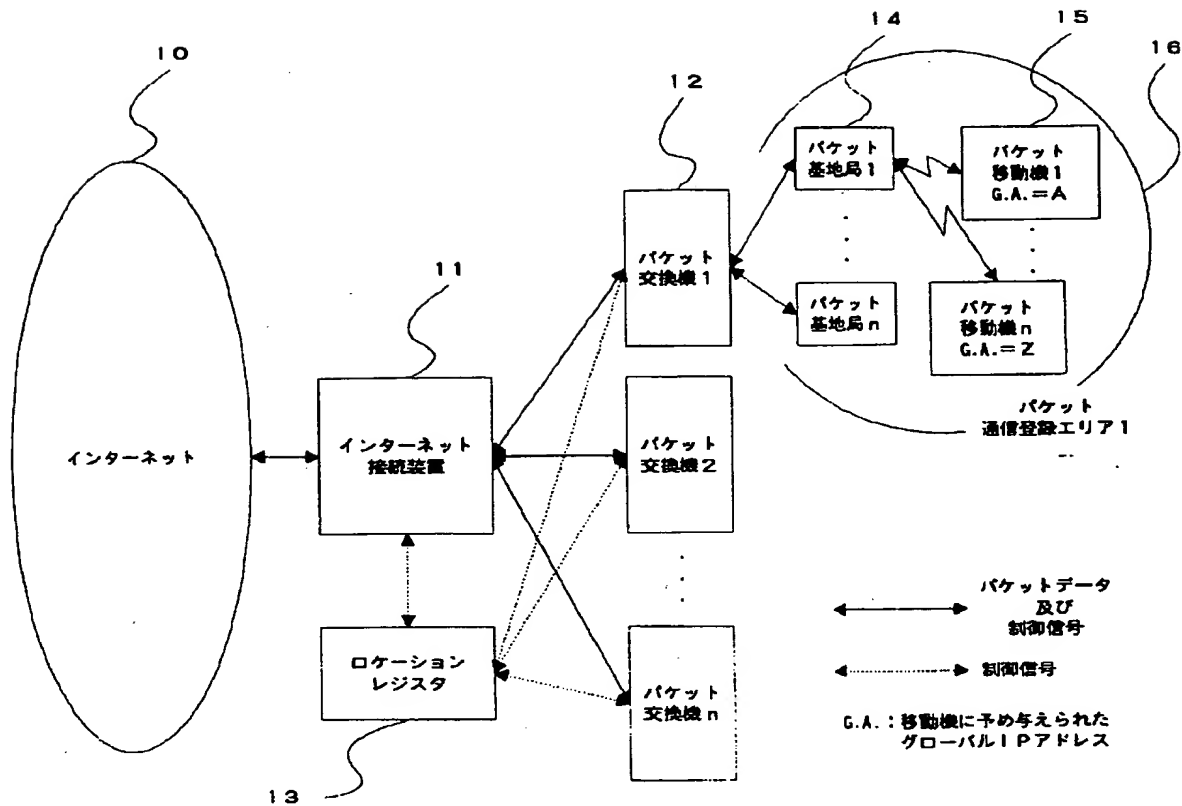 10
14
15
16
12
パケット
基地局1
パケット
移動機1
G.A.=A
パケット
交換機1
11
パケット
基地局n
パケット
移動機n
G.A.=Z
パケット
通信登録エリア1
インターネット
インターネット
接続装置
パケット
交換機2
パケットデータ
及び
制御信号
ロケーション
レジスタ
制御信号
パケット
交換機n
G.A.:移動機に予め与えられた
グローバルIPアドレス
13